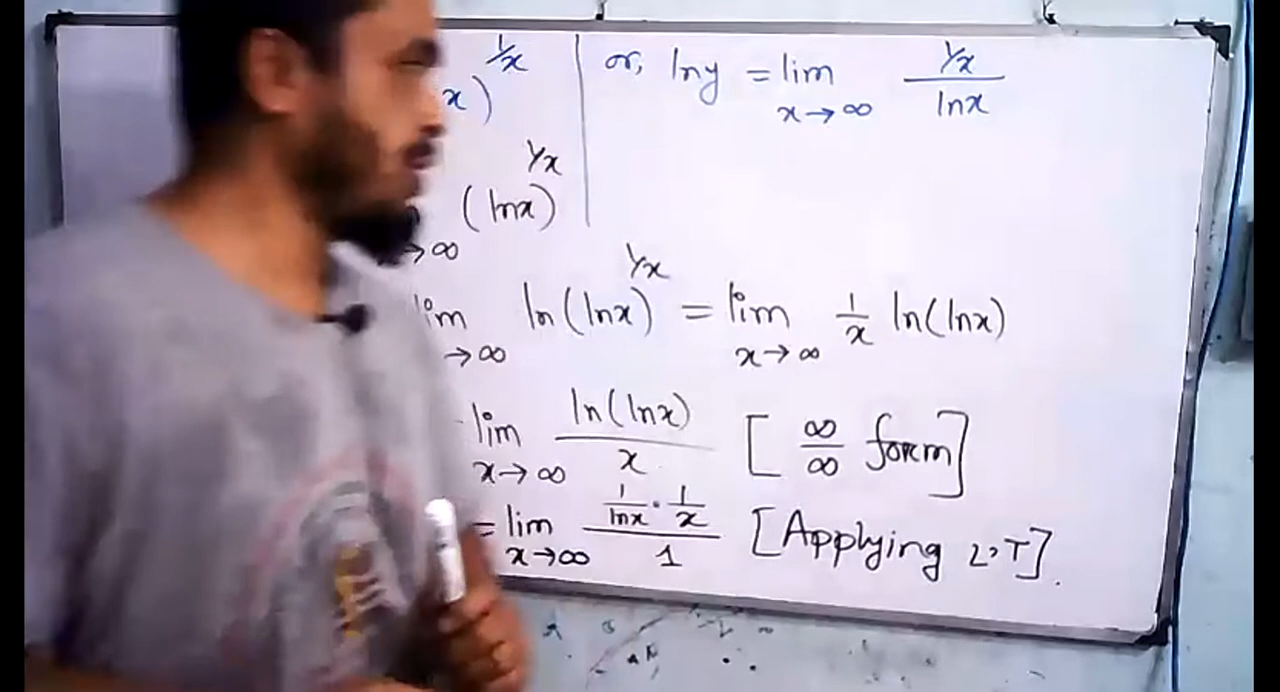 x)^1/x
(lnx)^1/x
→∞
lim x→∞ ln(lnx)^1/x = lim x→∞ 1/x ln(lnx)
lim x→∞ ln(lnx)/x [∞/∞ form]
= lim x→∞ (1/lnx · 1/x)/1 [Applying L'T].
or, lny = lim x→∞ (1/x)/lnx